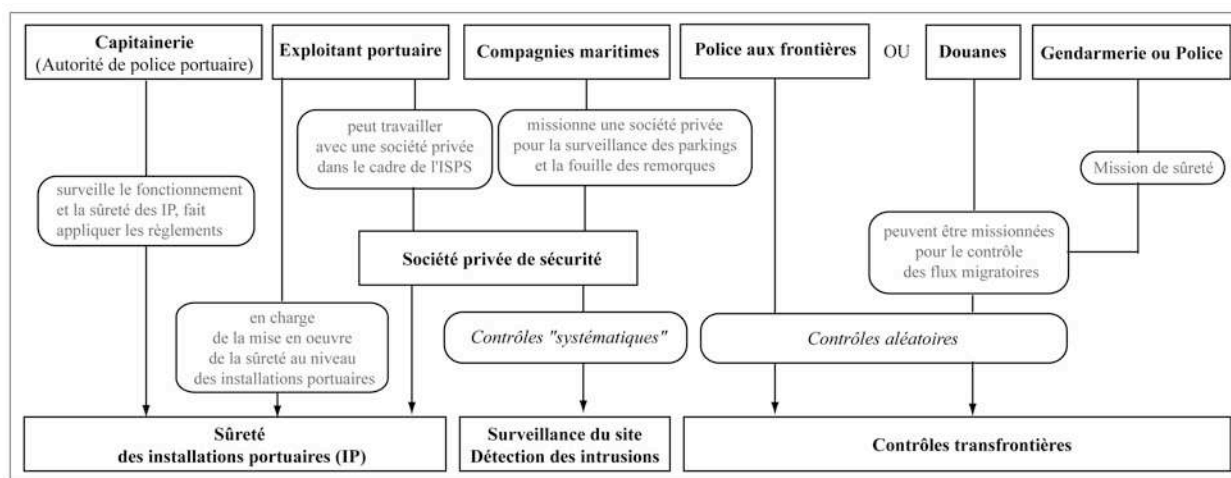 Capitainerie
(Autorité de police portuaire)
Exploitant portuaire
Compagnies maritimes
Police aux frontières
OU
Douanes
Gendarmerie ou Police
peut travailler
avec une société privée
dans le cadre de l'ISPS
missionne une société privée
pour la surveillance des parkings
et la fouille des remorques
Mission de sûreté
surveille le fonctionnement
et la sûreté des IP, fait
appliquer les règlements
peuvent être missionnées
pour le contrôle
des flux migratoires
Société privée de sécurité
en charge
de la mise en oeuvre
de la sûreté au niveau
des installations portuaires
Contrôles "systématiques"
Contrôles aléatoires
Sûreté
des installations portuaires (IP)
Surveillance du site
Détection des intrusions
Contrôles transfrontières